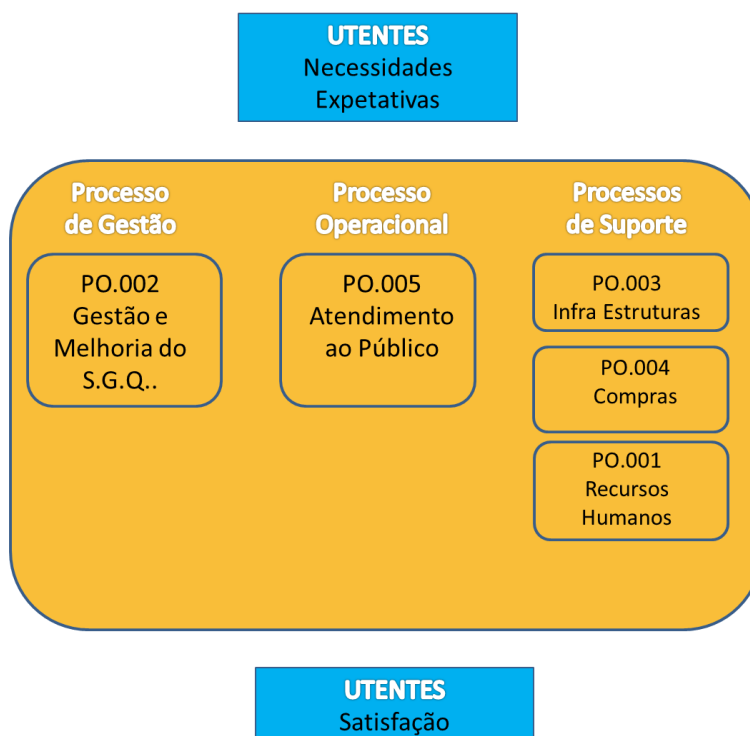 UTENTES
Necessidades
Expetativas
Processo
de Gestão
PO.002
Gestão e
Melhoria do
S.G.Q..
Processo
Operacional
PO.005
Atendimento
ao Público
Processos
de Suporte
PO.003
Infra Estruturas
PO.004
Compras
PO.001
Recursos
Humanos
UTENTES
Satisfação